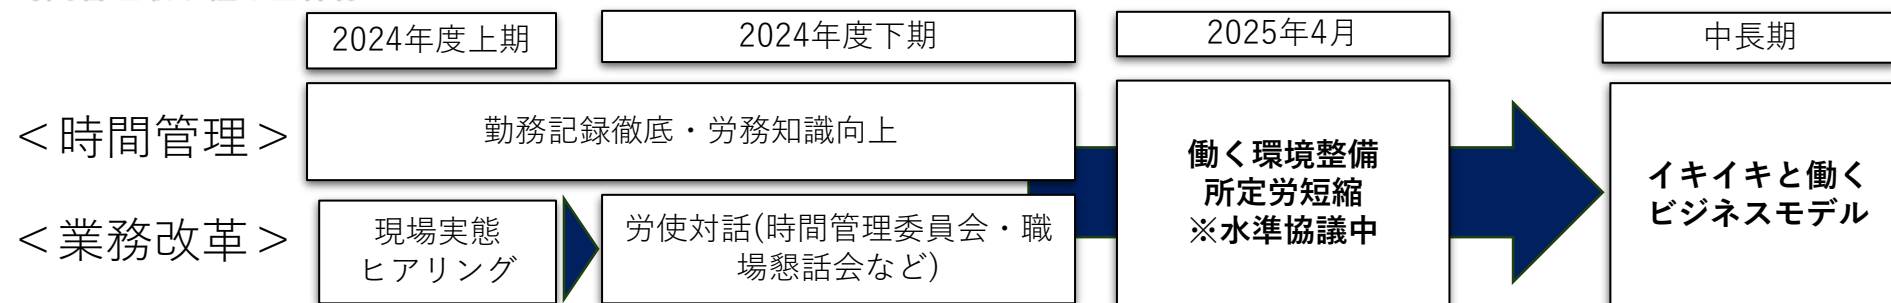 2024年度上期
2024年度下期
2025年4月
中長期
＜時間管理＞
勤務記録徹底・労務知識向上
働く環境整備
所定労短縮
※水準協議中
イキイキと働く
ビジネスモデル
＜業務改革＞
現場実態
ヒアリング
労使対話(時間管理委員会・職
場懇話会など)